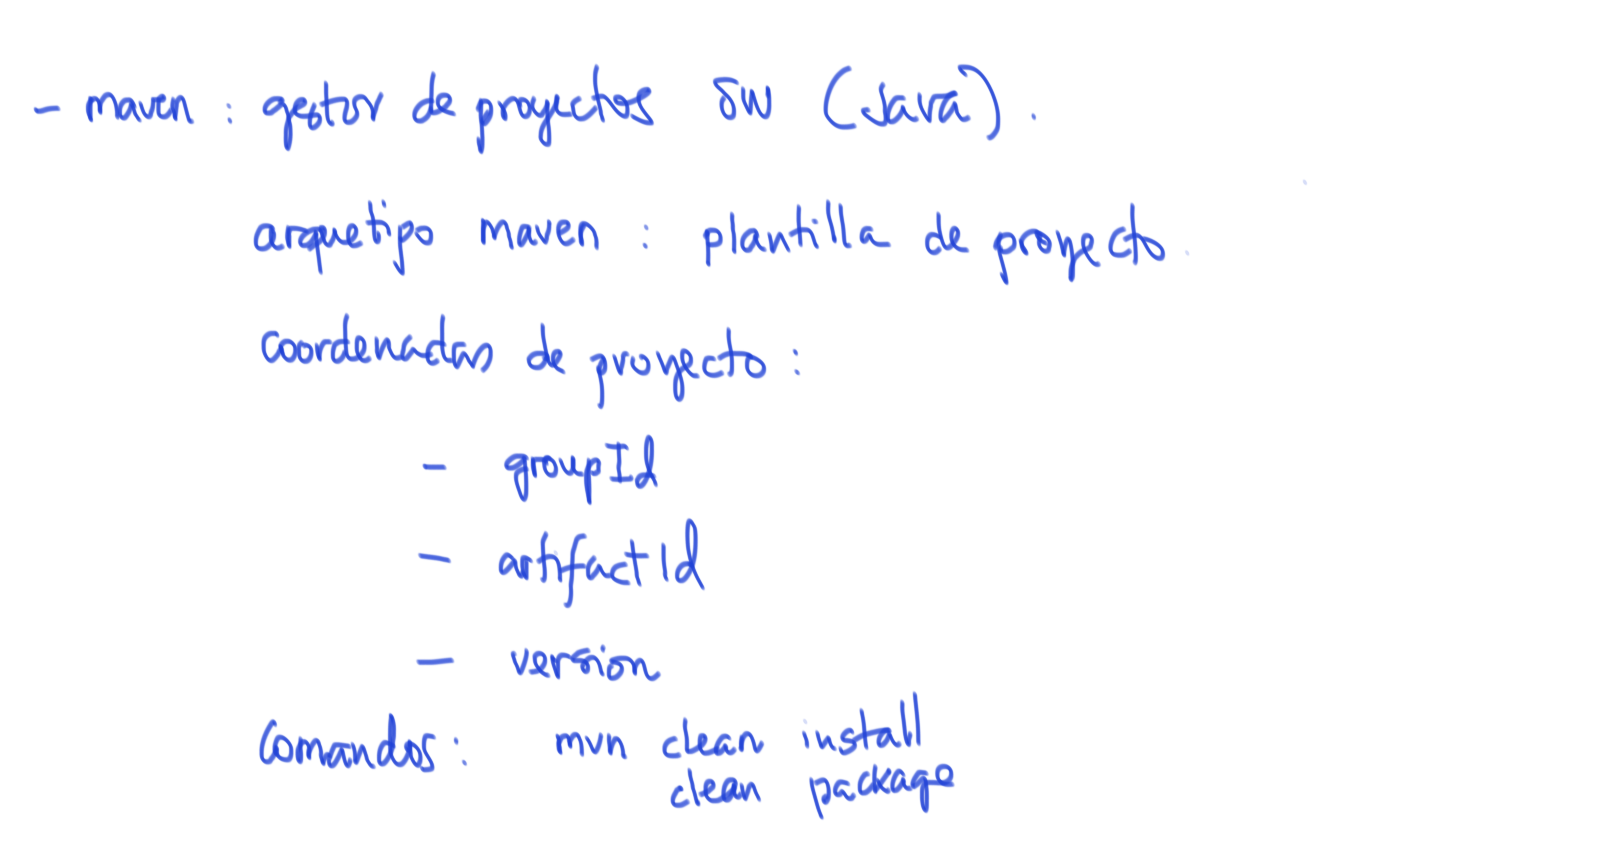 - maven : gestor de proyectos SW (Java).
arquetipo maven : plantilla de proyecto
coordenadas de proyecto :
- groupId
- artifactId
- version
Comandos : mvn clean install
clean package